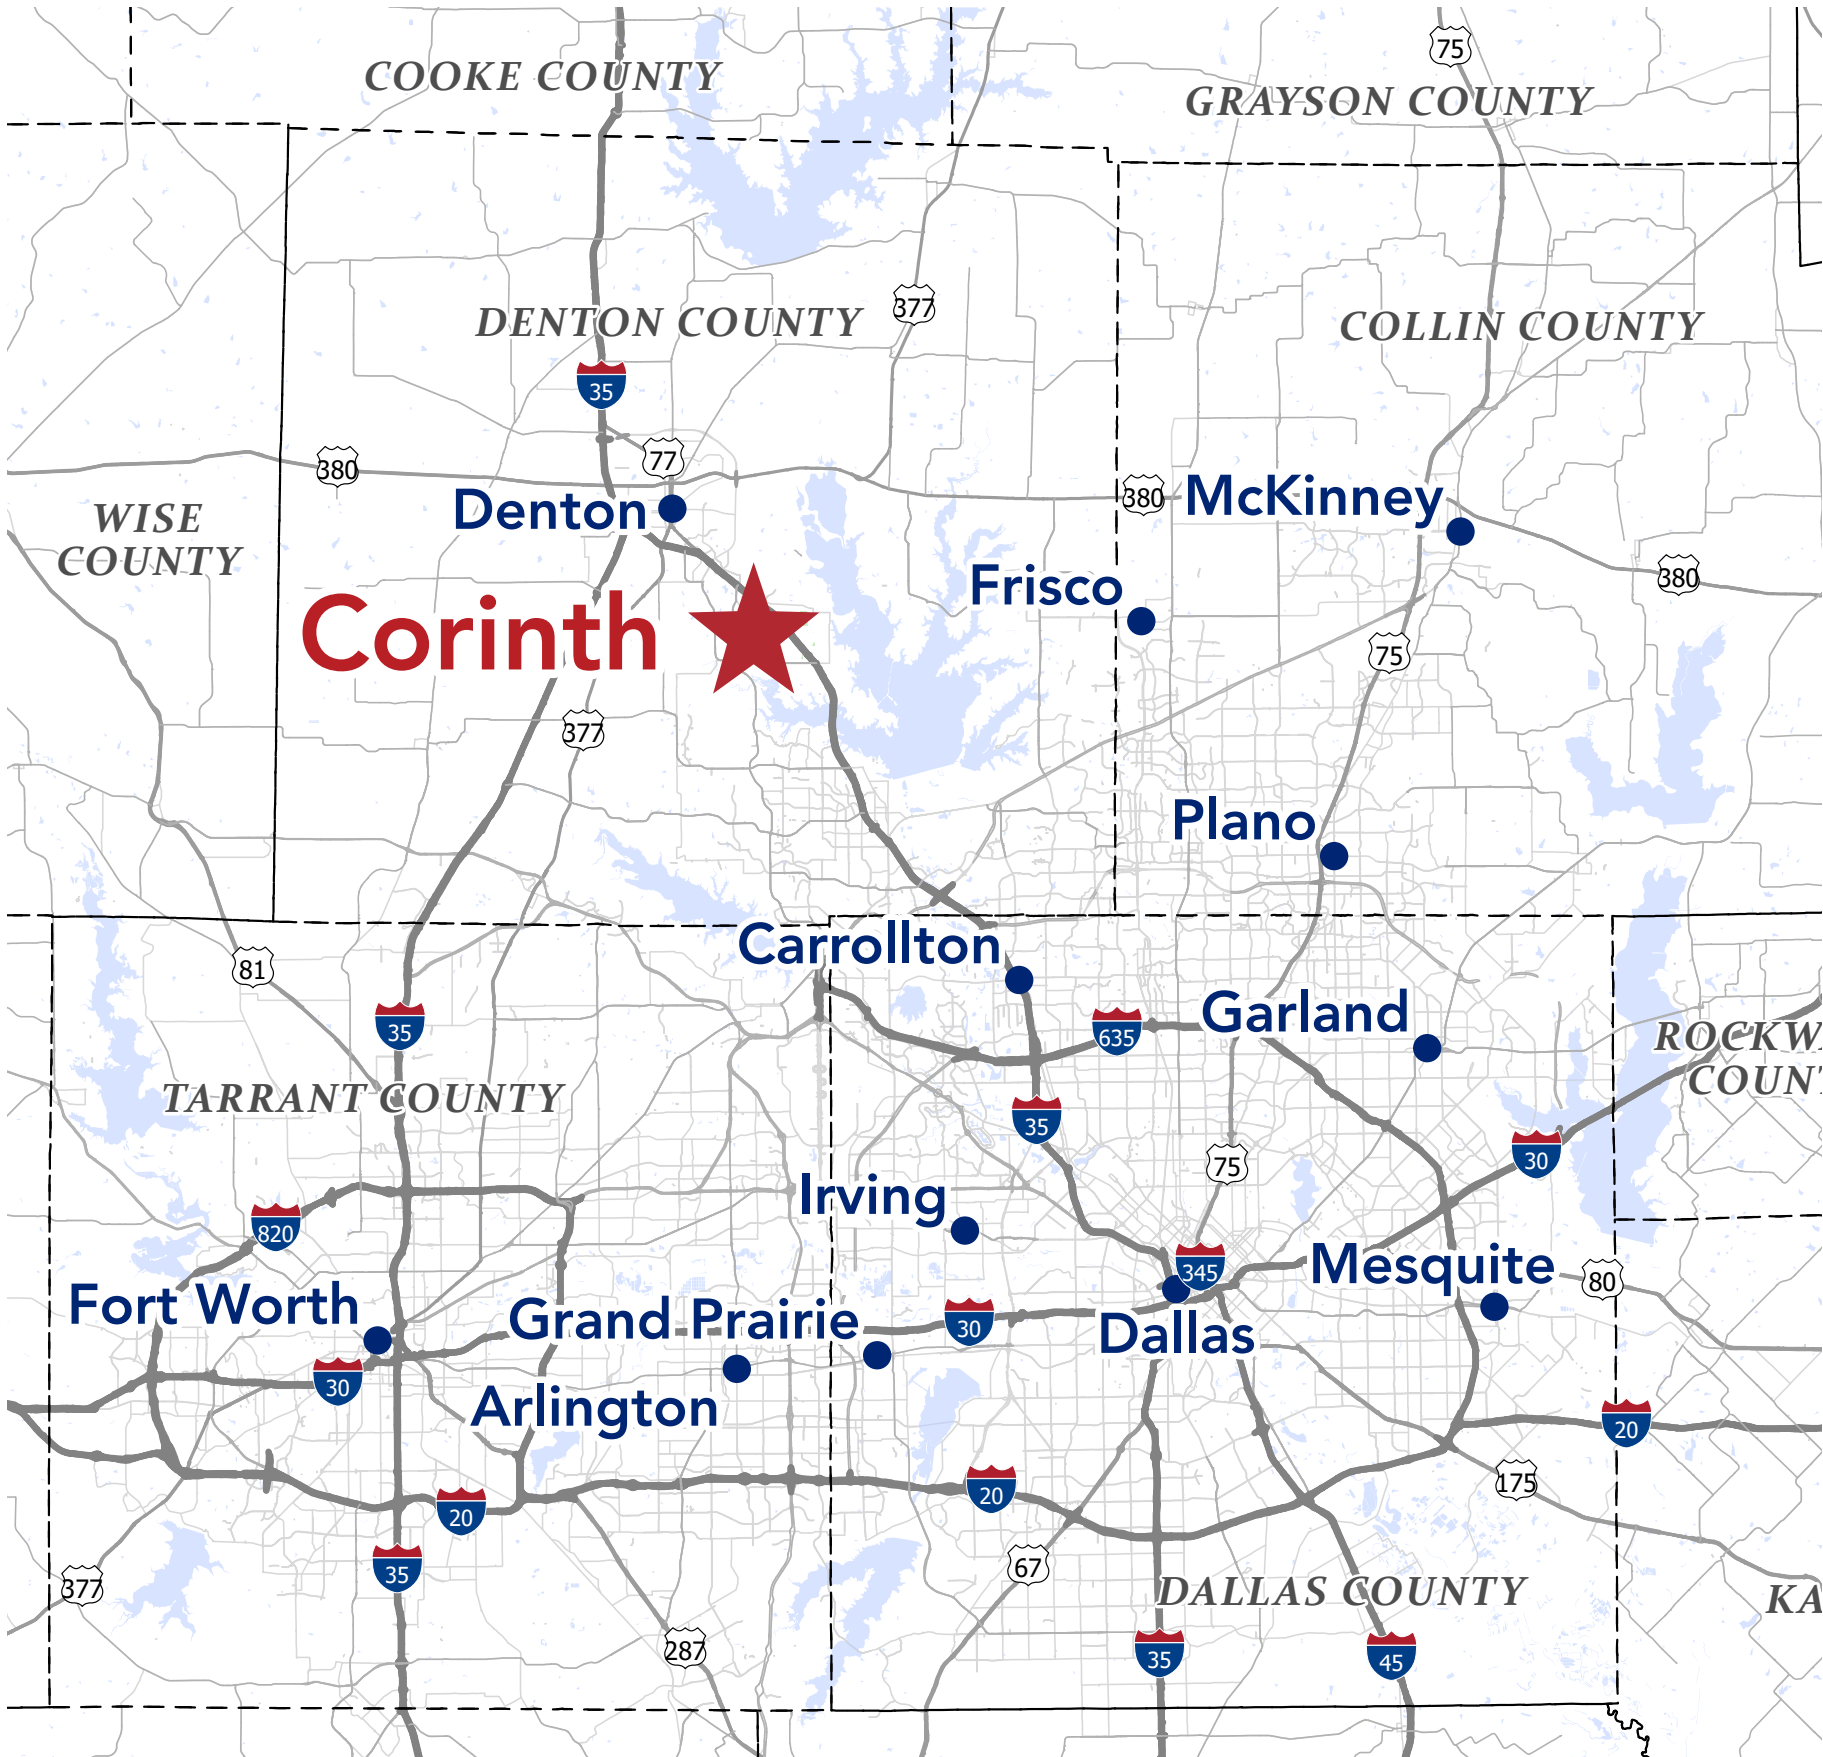 75
COOKE COUNTY
GRAYSON COUNTY
377
DENTON COUNTY
COLLIN COUNTY
35
77
380
380
McKinney
Denton
WISE
COUNTY
380
Frisco
Corinth
75
377
Plano
Carrollton
81
Garland
35
635
ROCKW
COUN
TARRANT COUNTY
35
30
75
Irving
820
345
Mesquite
80
Fort Worth
Grand Prairie
30
Dallas
30
Arlington
20
175
20
20
67
35
377
DALLAS COUNTY
KA
287
35
45